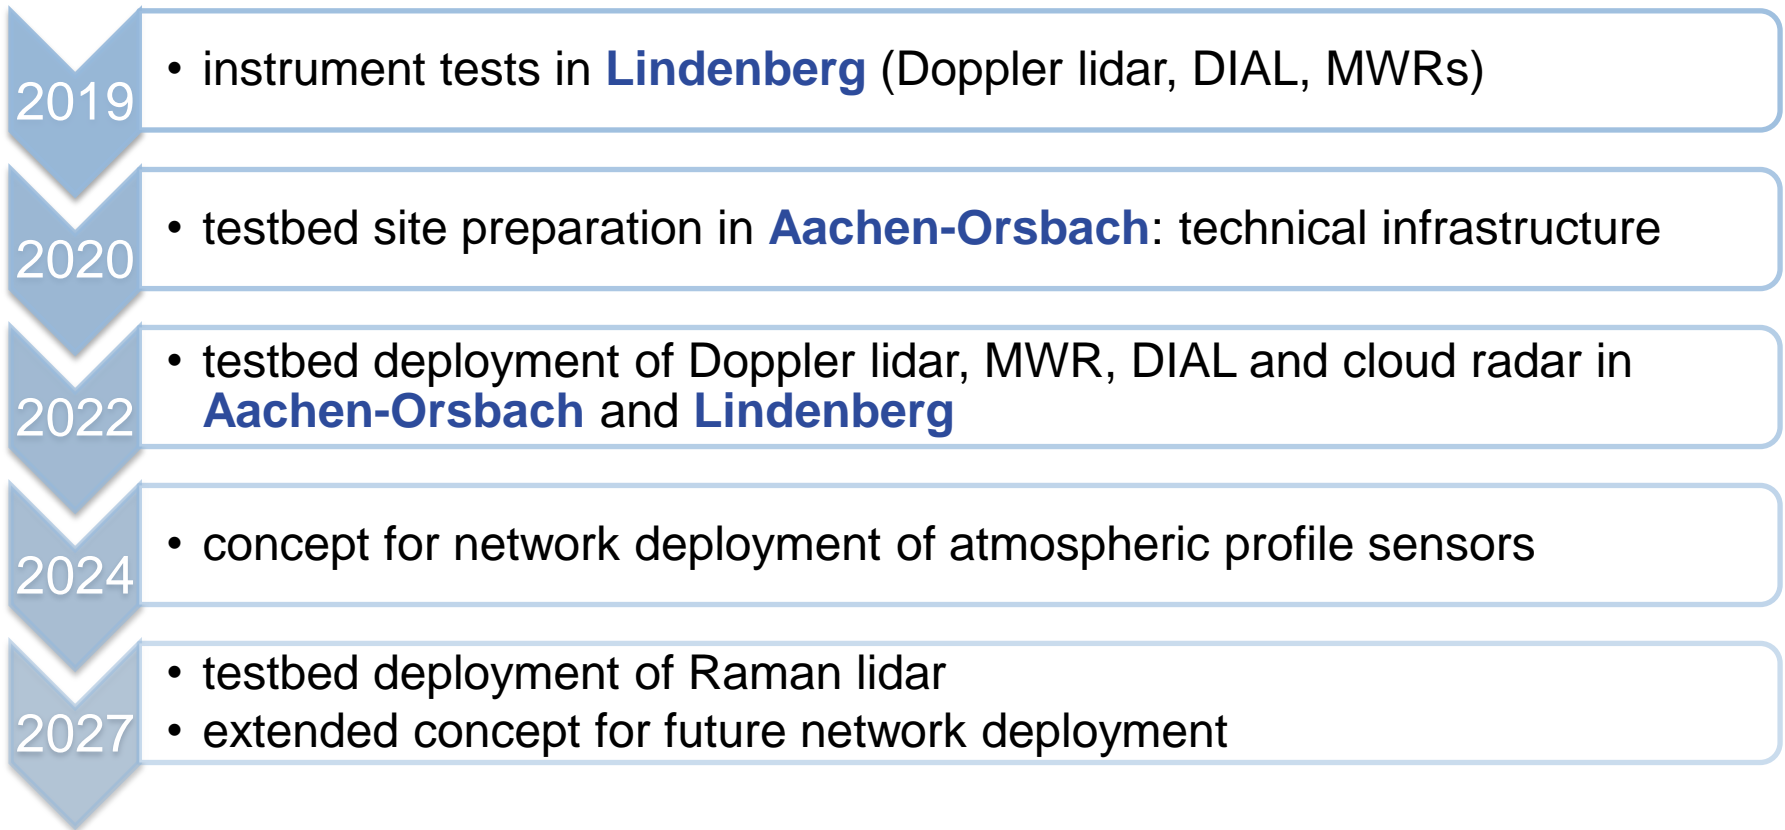 2019
• instrument tests in Lindenberg (Doppler lidar, DIAL, MWRs)
2020
• testbed site preparation in Aachen-Orsbach: technical infrastructure
2022
• testbed deployment of Doppler lidar, MWR, DIAL and cloud radar in
Aachen-Orsbach and Lindenberg
2024
• concept for network deployment of atmospheric profile sensors
2027
• testbed deployment of Raman lidar
• extended concept for future network deployment